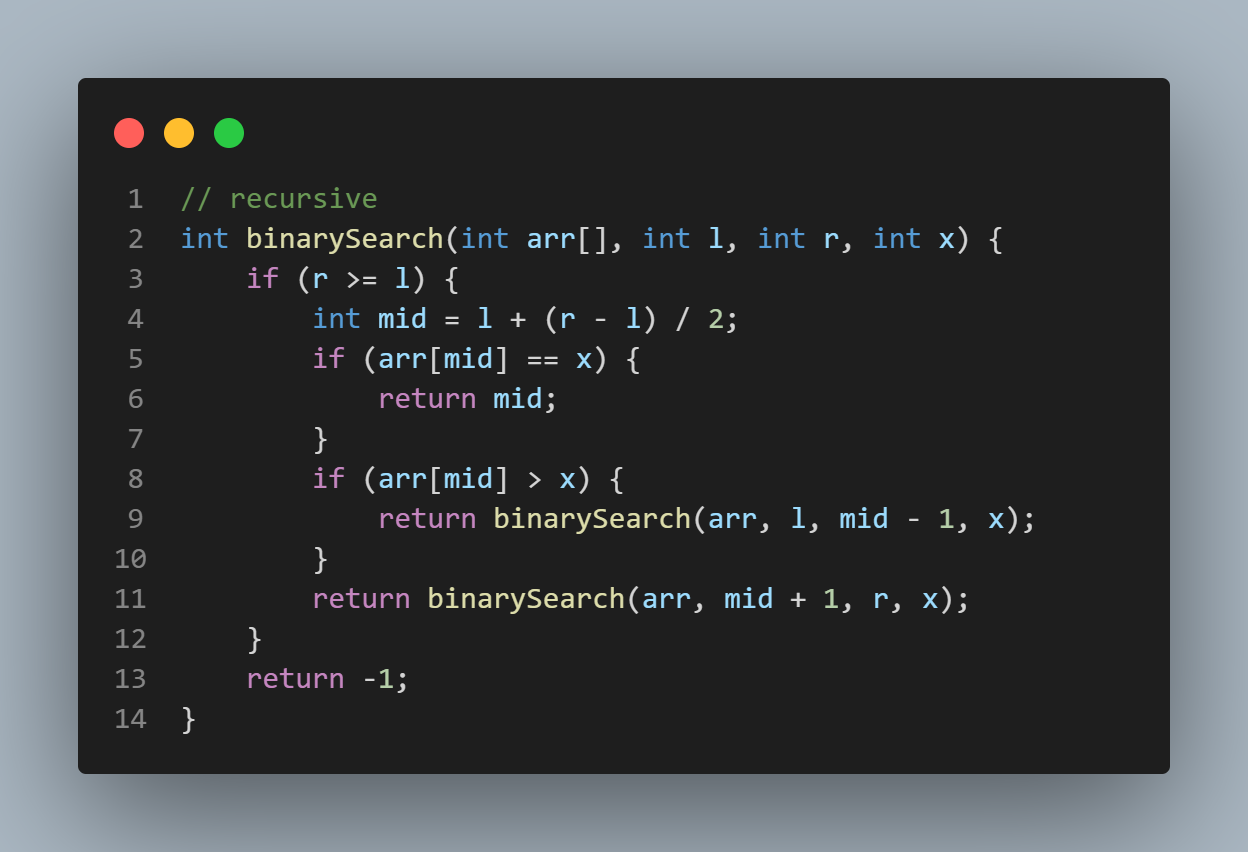 1 // recursive
2 int binarySearch(int arr[], int l, int r, int x) {
3     if (r >= l) {
4         int mid = l + (r - l) / 2;
5         if (arr[mid] == x) {
6             return mid;
7         }
8         if (arr[mid] > x) {
9             return binarySearch(arr, l, mid - 1, x);
10         }
11         return binarySearch(arr, mid + 1, r, x);
12     }
13     return -1;
14 }